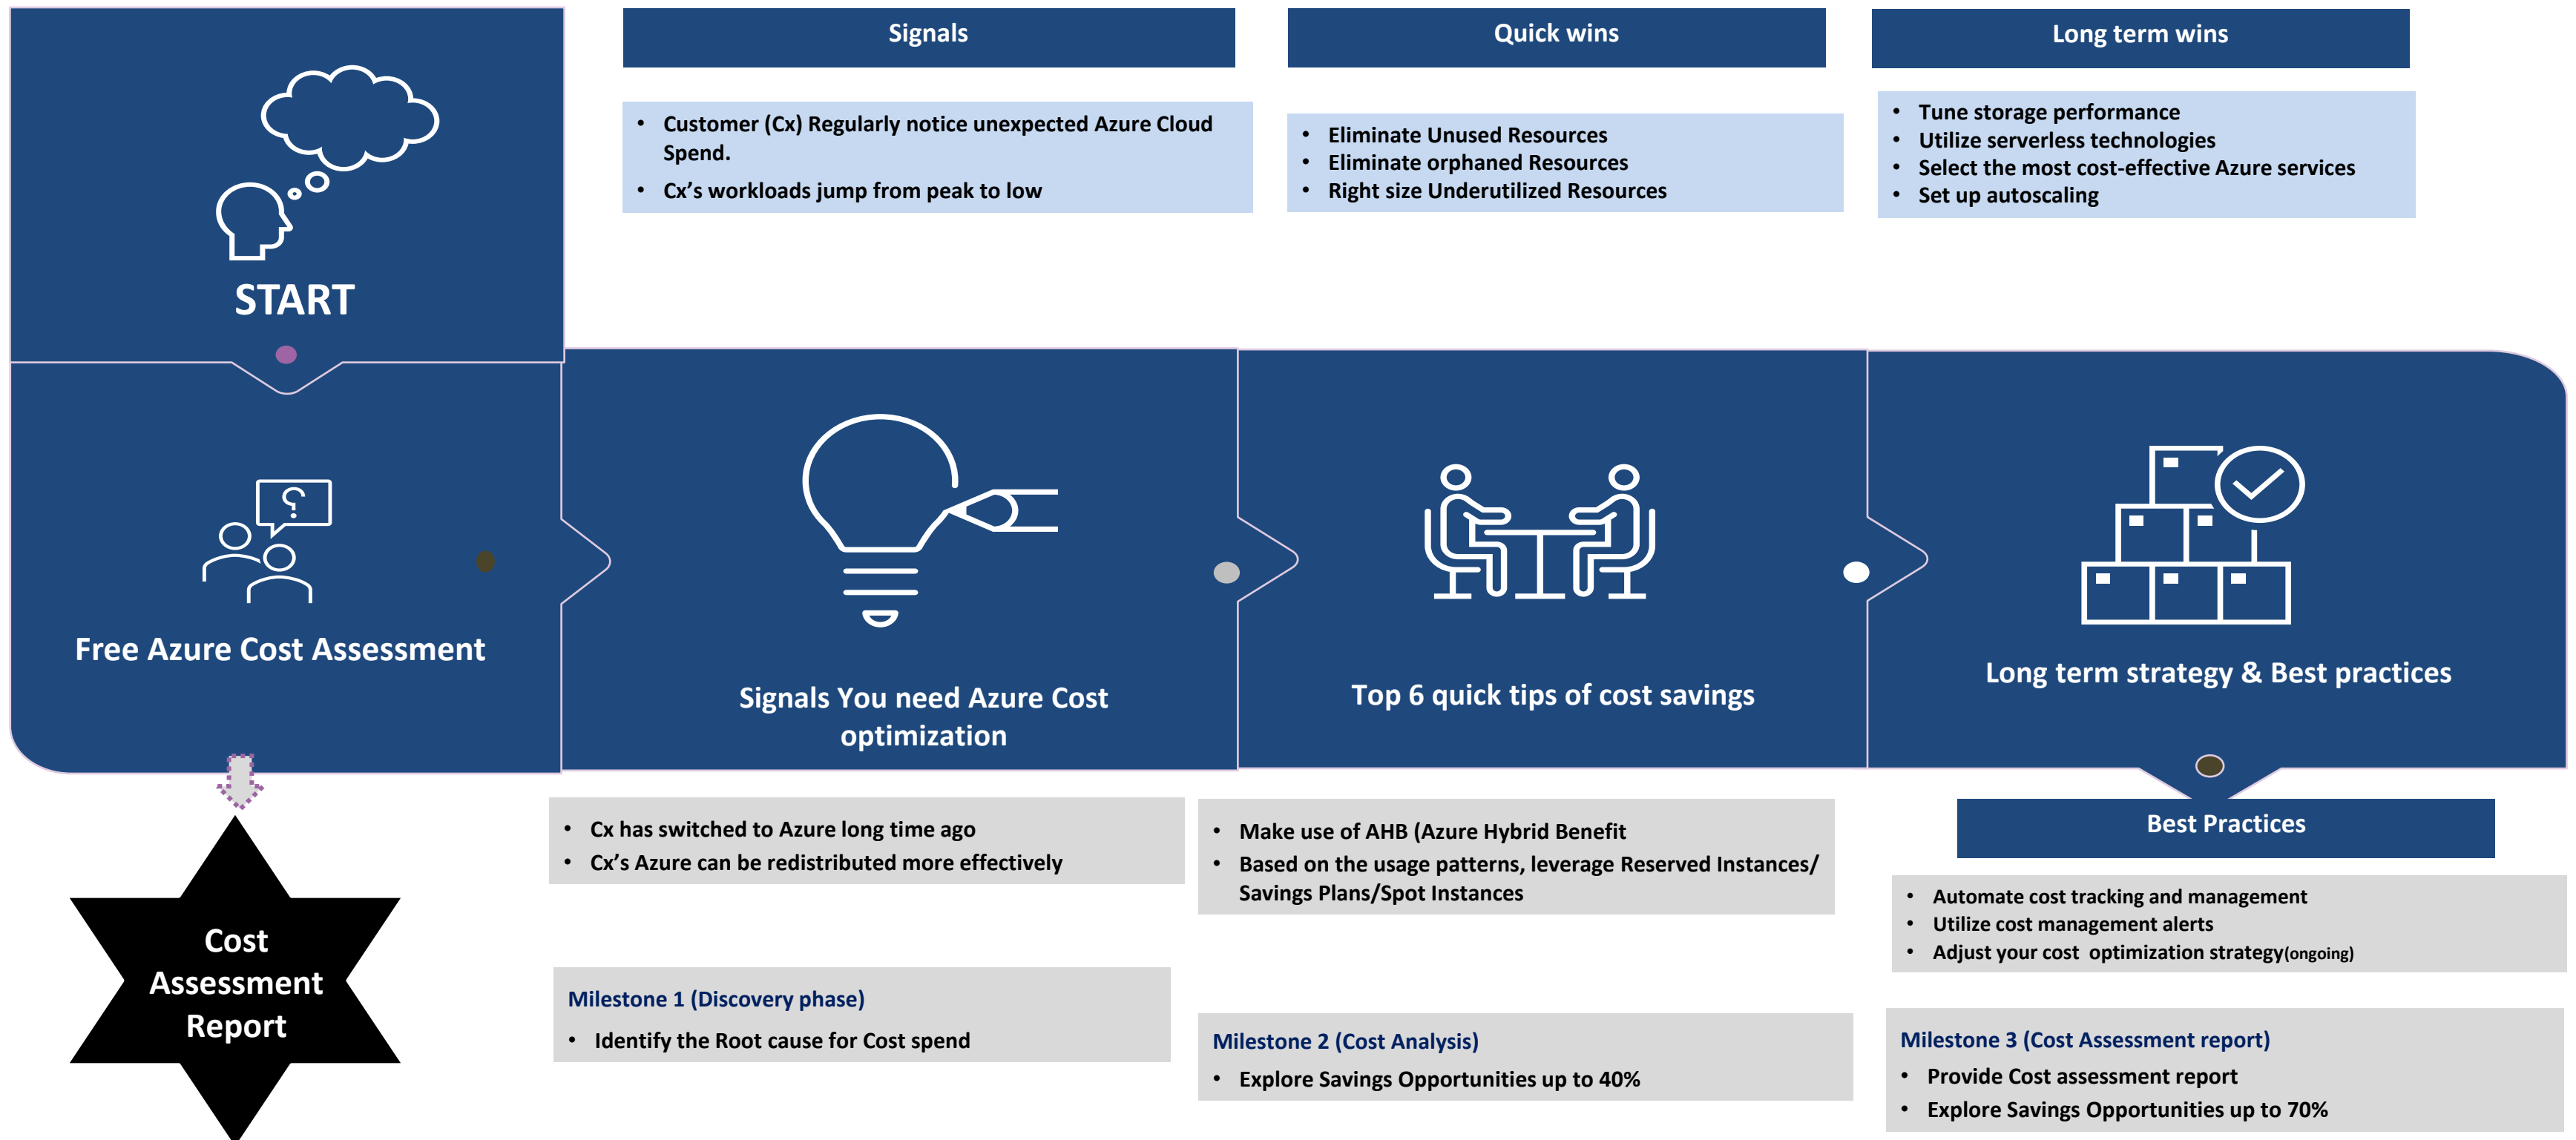 START
Free Azure Cost Assessment
Cost
Assessment
Report
Signals
• Customer (Cx) Regularly notice unexpected Azure Cloud
Spend.
• Cx’s workloads jump from peak to low
Signals You need Azure Cost
optimization
• Cx has switched to Azure long time ago
• Cx’s Azure can be redistributed more effectively
Milestone 1 (Discovery phase)
• Identify the Root cause for Cost spend
Quick wins
• Eliminate Unused Resources
• Eliminate orphaned Resources
• Right size Underutilized Resources
Top 6 quick tips of cost savings
• Make use of AHB (Azure Hybrid Benefit
• Based on the usage patterns, leverage Reserved Instances/
Savings Plans/Spot Instances
Milestone 2 (Cost Analysis)
• Explore Savings Opportunities up to 40%
Long term wins
• Tune storage performance
• Utilize serverless technologies
• Select the most cost-effective Azure services
• Set up autoscaling
Long term strategy & Best practices
Best Practices
• Automate cost tracking and management
• Utilize cost management alerts
• Adjust your cost optimization strategy(ongoing)
Milestone 3 (Cost Assessment report)
• Provide Cost assessment report
• Explore Savings Opportunities up to 70%